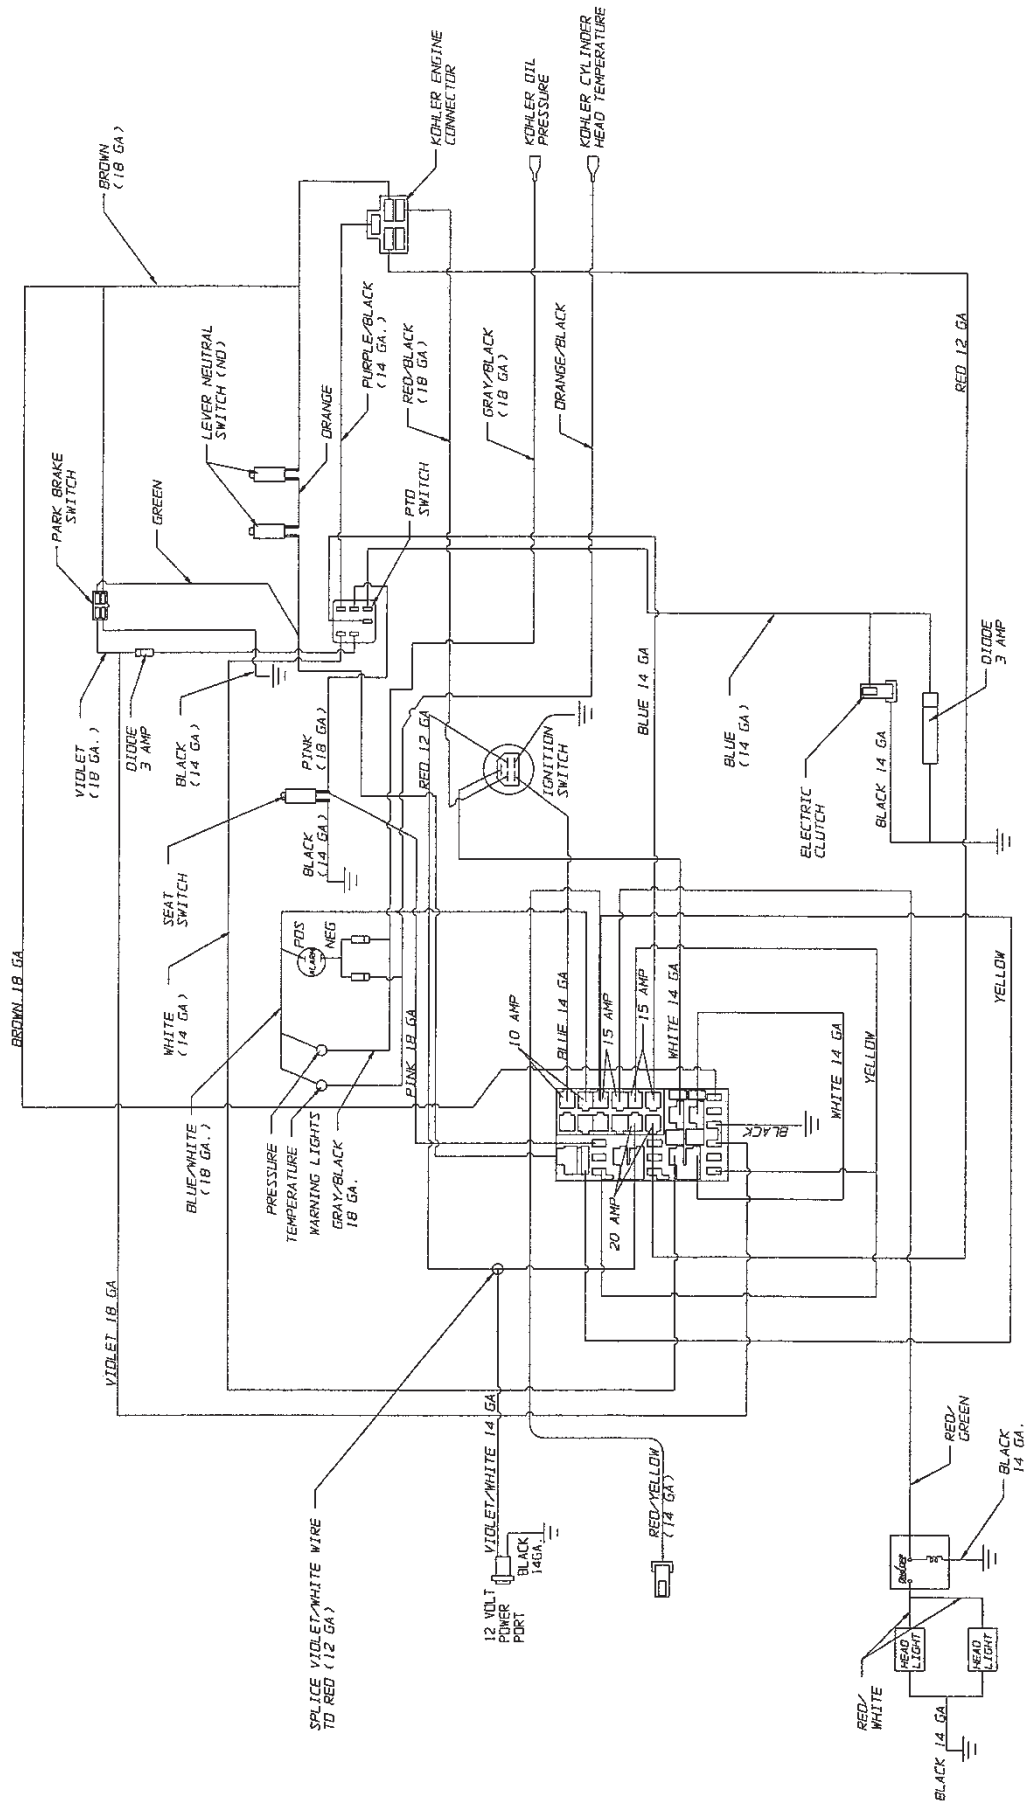 BROWN
(18 GA)
KOHLER ENGINE
CONNECTOR
KOHLER OIL
PRESSURE
KOHLER CYLINDER
HEAD TEMPERATURE
PARK BRAKE
SWITCH
GREEN
LEVER NEUTRAL
SWITCH (NO)
ORANGE
PURPLE/BLACK
(14 GA.)
RED/BLACK
(18 GA)
GRAY/BLACK
(18 GA)
ORANGE/BLACK
RED 12 GA
PTO
SWITCH
VIOLET
(18 GA.)
DIODE
3 AMP
BLACK
(14 GA)
PINK
(18 GA)
RED 12 GA
IGNITION
SWITCH
BLUE 14 GA
BLUE
(14 GA)
ELECTRIC
CLUTCH
BLACK 14 GA
DIODE
3 AMP
SEAT
SWITCH
BLACK
(14 GA)
BROWN 18 GA
WHITE
(14 GA)
POS
ALARM
NEG
BLUE/WHITE
(18 GA.)
PRESSURE
TEMPERATURE
WARNING LIGHTS
GRAY/BLACK
18 GA.
PINK 18 GA
10 AMP
BLUE 14 GA
15 AMP
15 AMP
WHITE 14 GA
BLACK
WHITE 14 GA
YELLOW
YELLOW
20 AMP
VIOLET 18 GA
SPLICE VIOLET/WHITE WIRE
TO RED (12 GA)
VIOLET/WHITE 14 GA
12 VOLT
POWER
PORT
BLACK
14GA.
RED/YELLOW
(14 GA)
RED/
GREEN
BLACK
14 GA.
HEAD
LIGHT
HEAD
LIGHT
RED/
WHITE
BLACK 14 GA